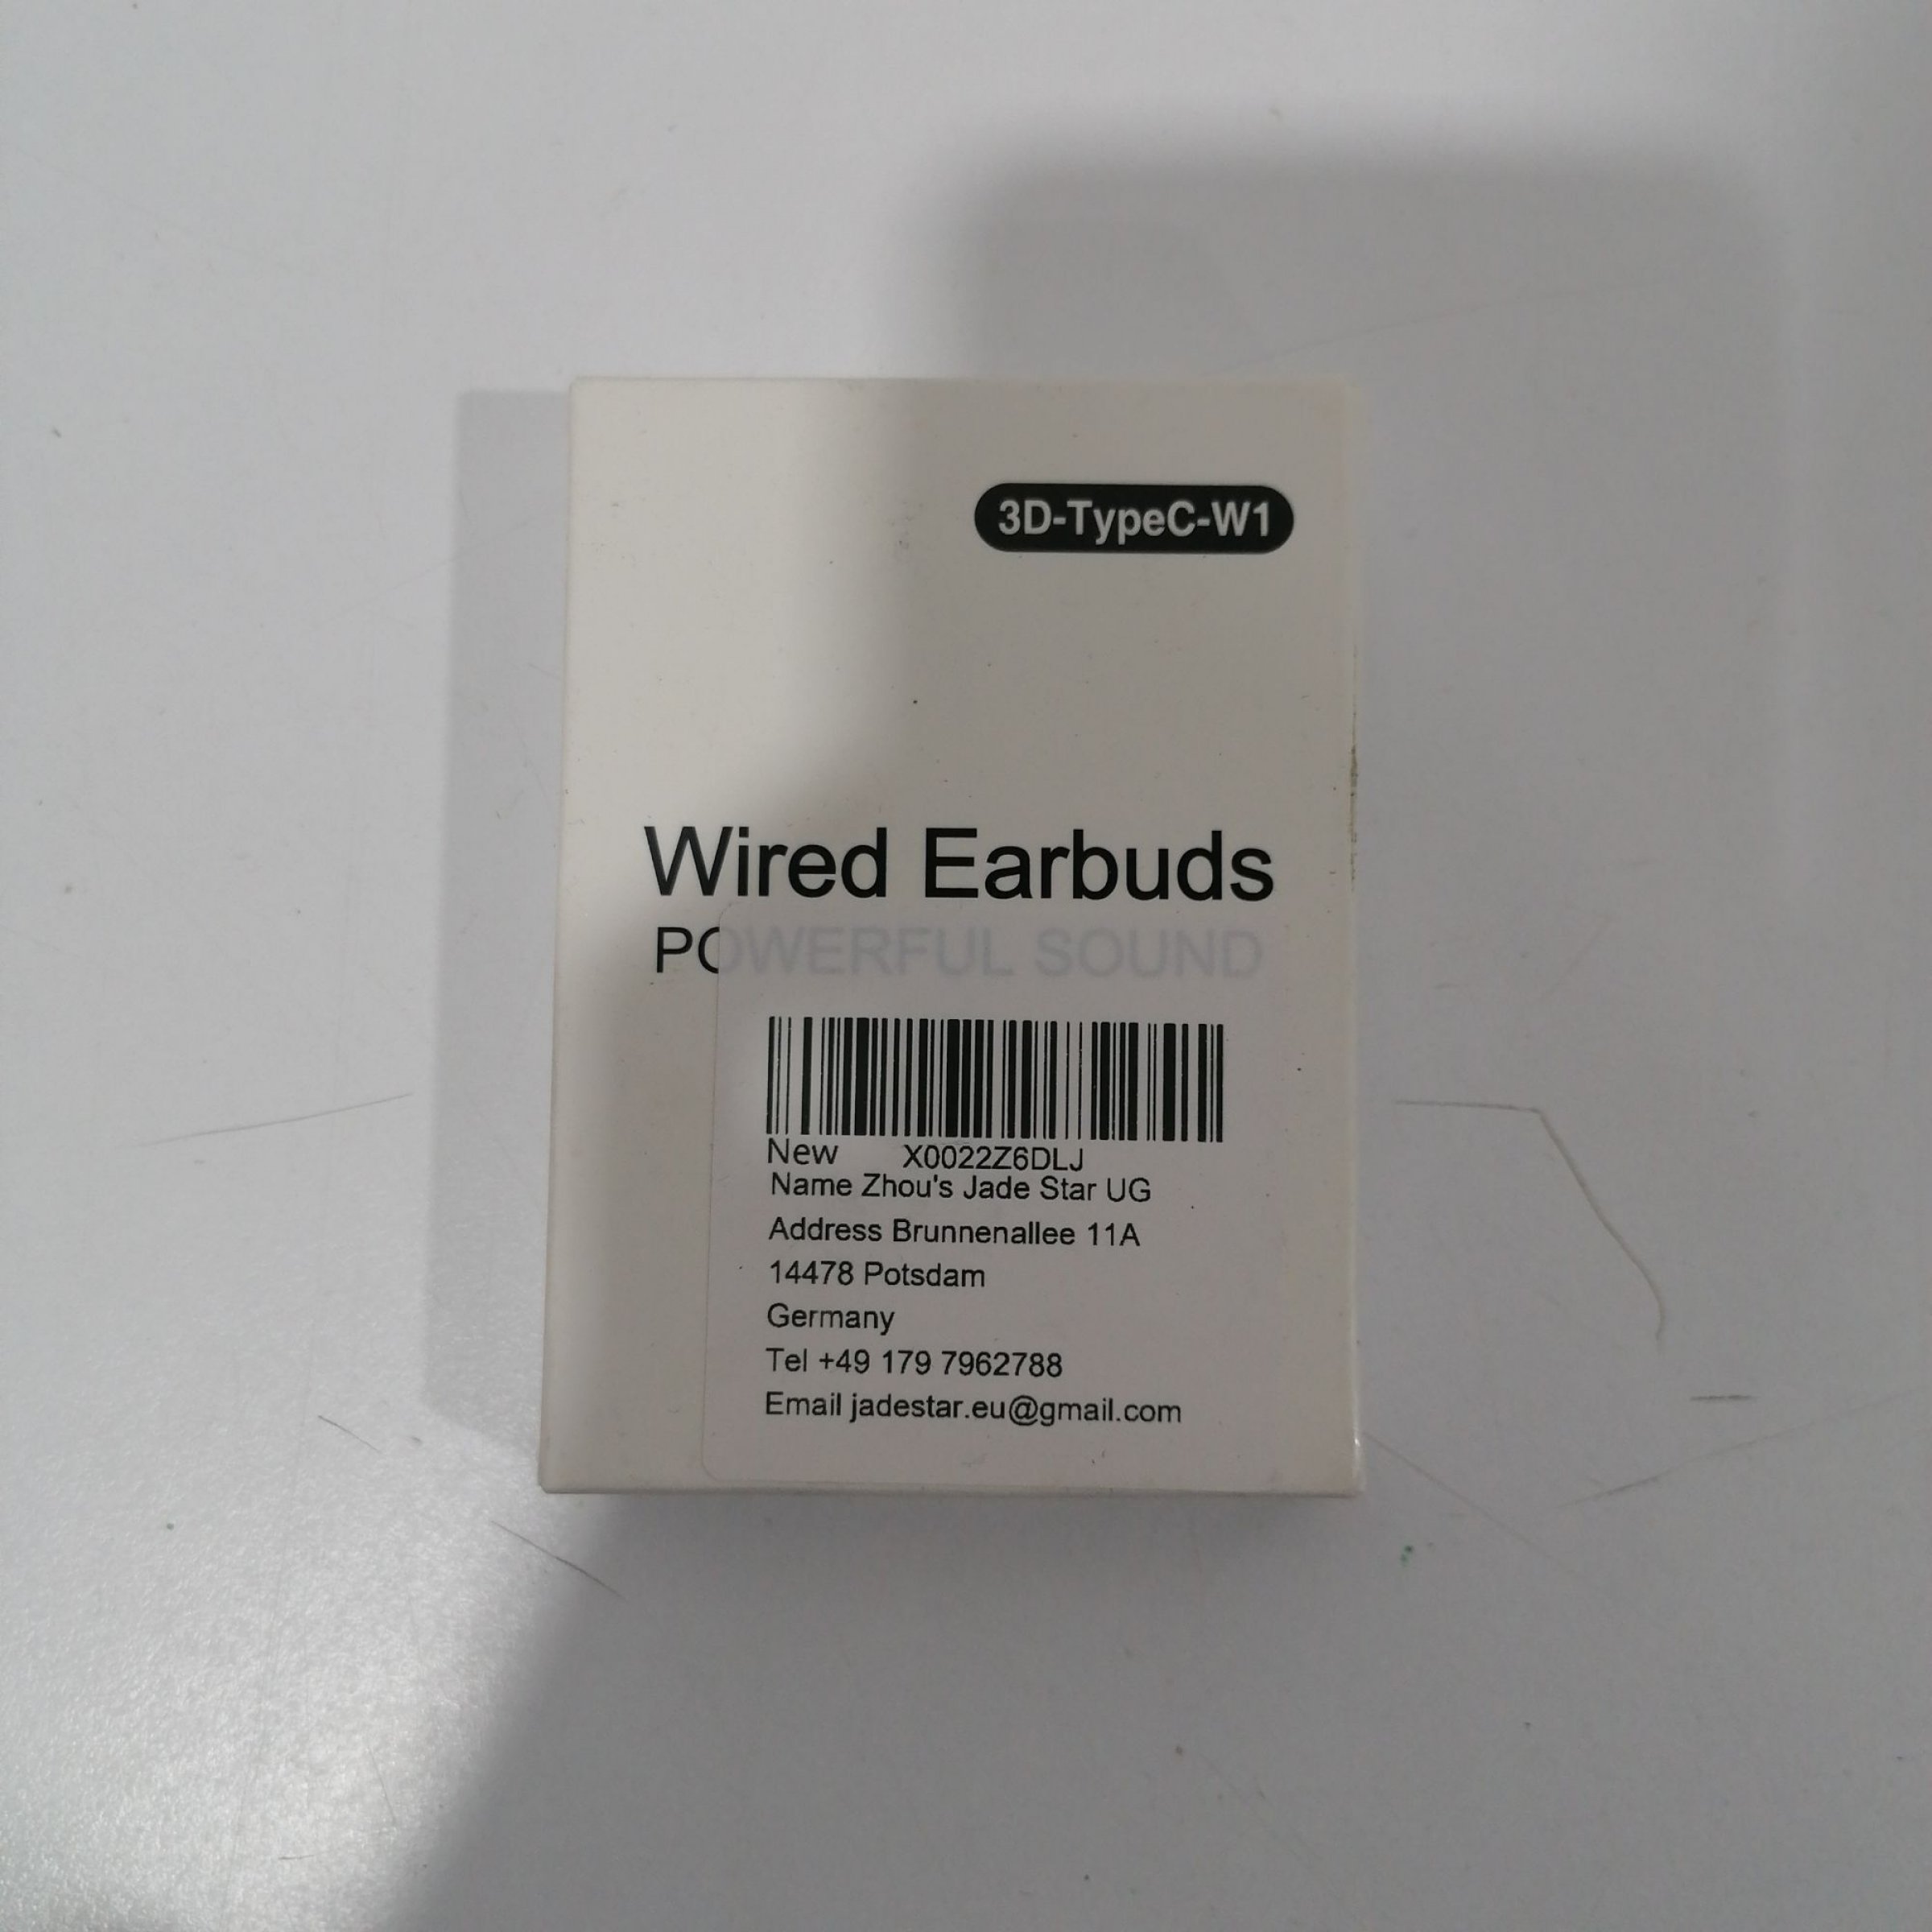 3D-TypeC-W1
Wired Earbuds
POWERFUL SOUND
New X0022Z6DLJ
Name Zhou's Jade Star UG
Address Brunnenallee 11A
14478 Potsdam
Germany
Tel +49 179 7962788
Email jadestar.eu@gmail.com